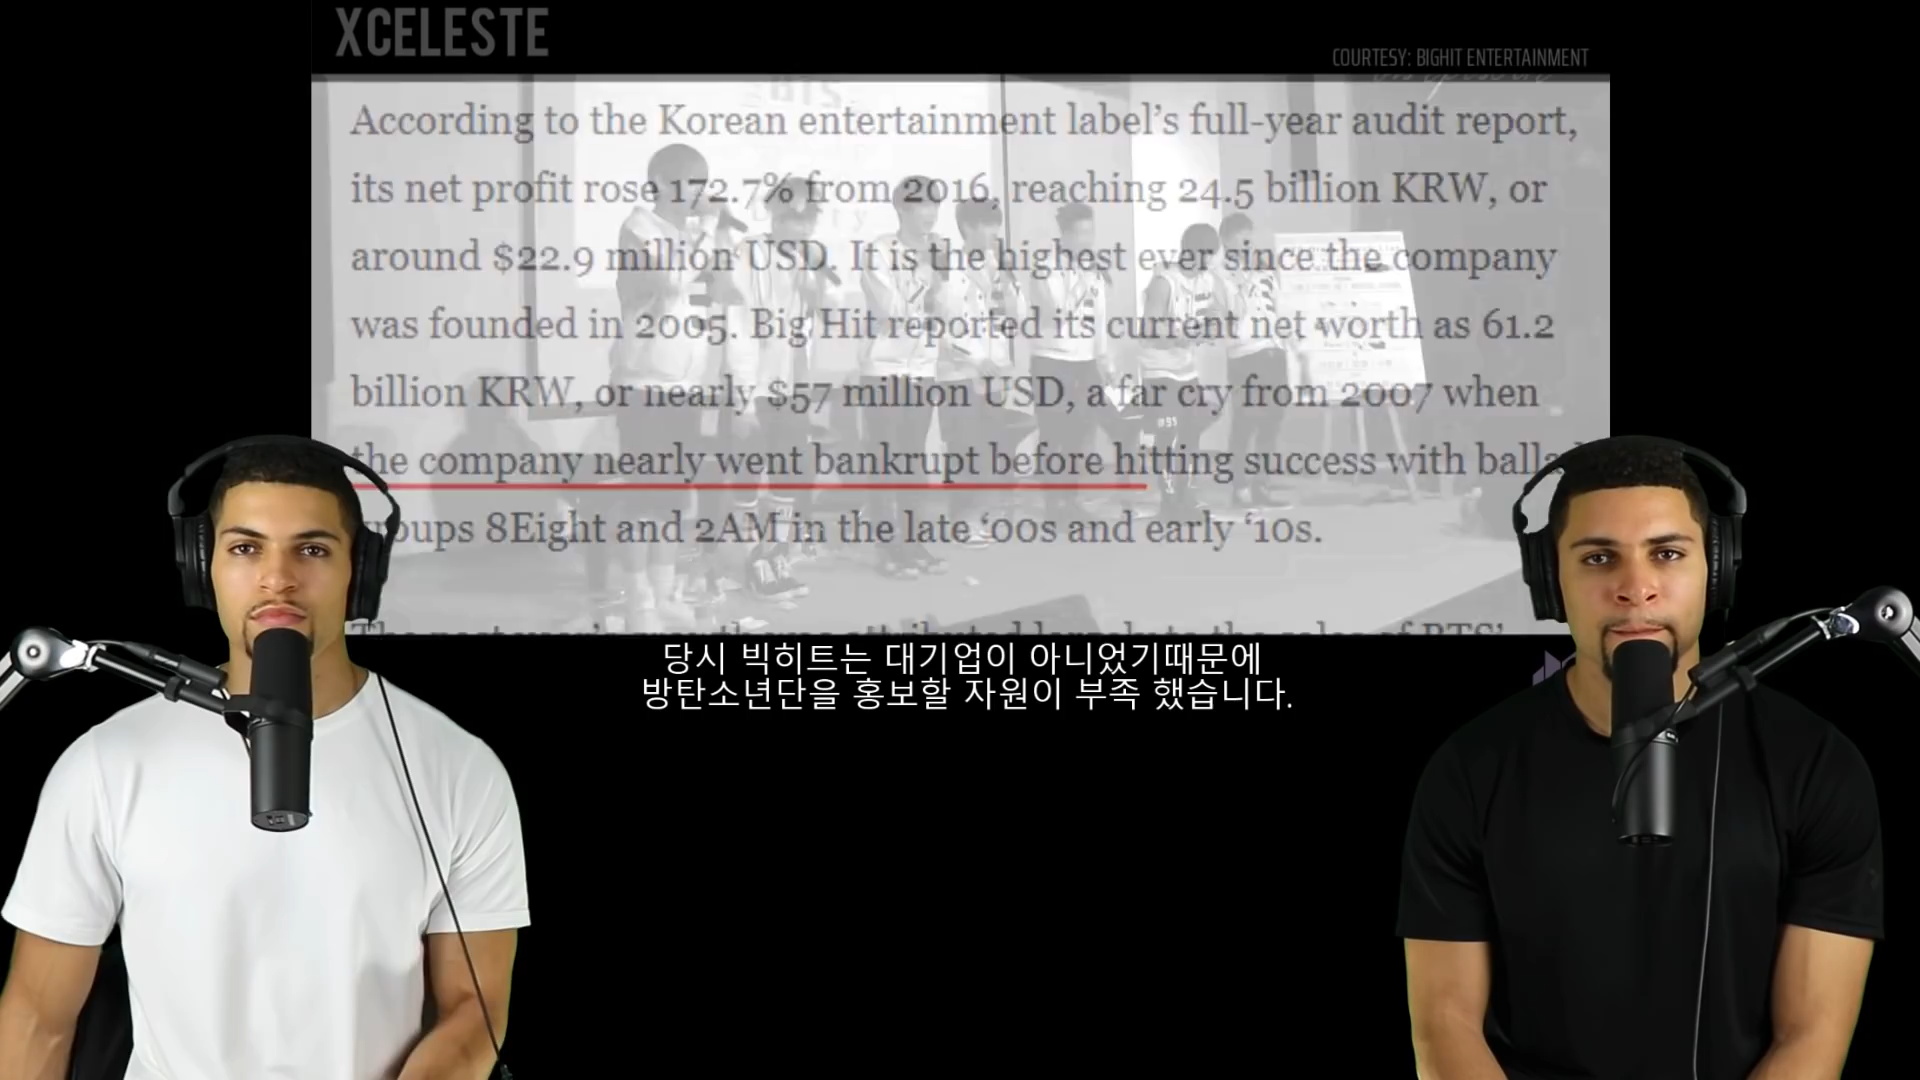 XCELESTE
COURTESY: BIGHIT ENTERTAINMENT
BTS
According to the Korean entertainment label's full-year audit report,
its net profit rose 172.7% from 2016, reaching 24.5 billion KRW, or
around $22.9 million USD. It is the highest ever since the company
was founded in 2005. Big Hit reported its current net worth as 61.2
billion KRW, or nearly $57 million USD, a far cry from 2007 when
the company nearly went bankrupt before hitting success with
8Eight and 2AM in the late ‘00s and early ‘10s.
당시 빅히트는 대기업이 아니었기때문에
방탄소년단을 홍보할 자원이 부족 했습니다.